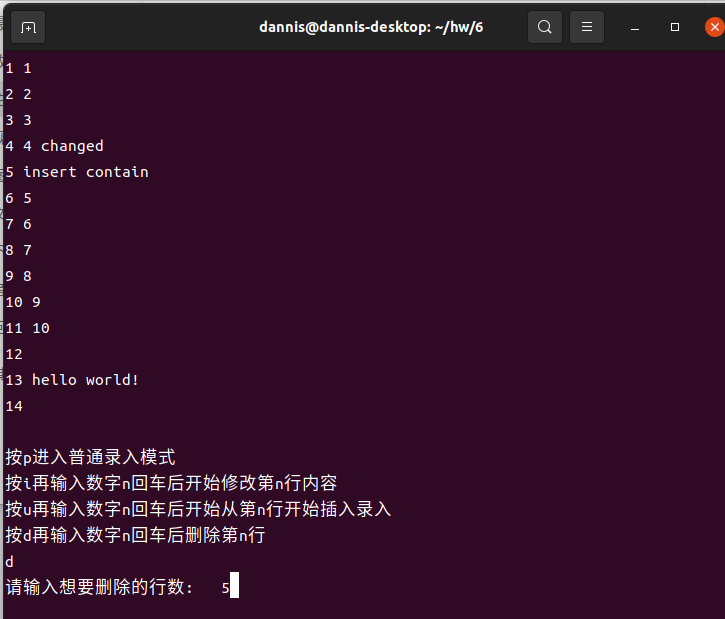 dannis@dannis-desktop: ~/hw/6
1 1
2 2
3 3
4 4 changed
5 insert contain
6 5
7 6
8 7
9 8
10 9
11 10
12
13 hello world!
14
按p进入普通录入模式
按i再输入数字n回车后开始修改第n行内容
按u再输入数字n回车后开始从第n行开始插入录入
按d再输入数字n回车后删除第n行
d
请输入想要删除的行数： 5